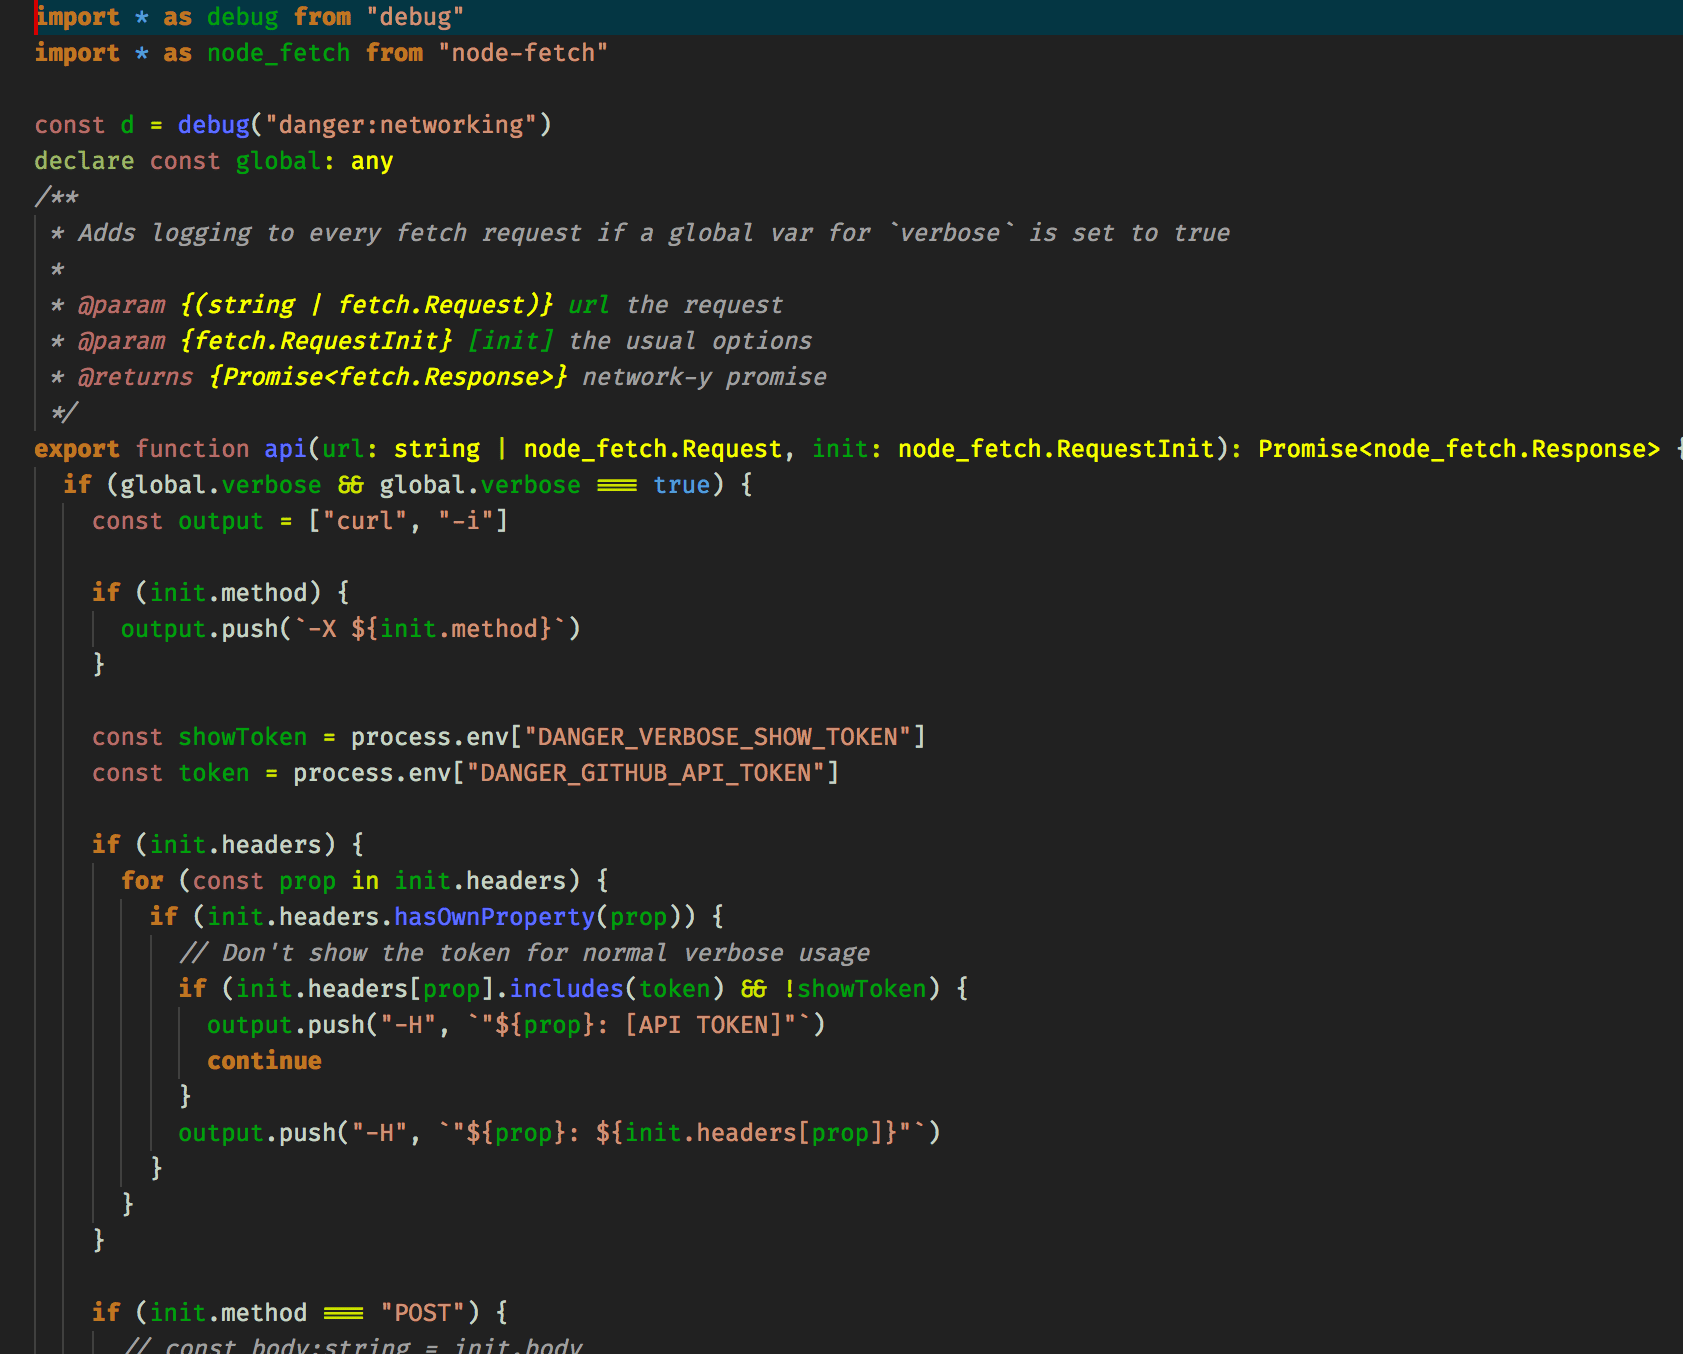 import * as debug from "debug"
import * as node_fetch from "node-fetch"
const d = debug("danger:networking")
declare const global: any
/**
* Adds logging to every fetch request if a global var for `verbose` is set to true
*
* @param {(string | fetch.Request)} url the request
* @param {fetch.RequestInit} [init] the usual options
* @returns {Promise<fetch.Response>} network-y promise
*/
export function api(url: string | node_fetch.Request, init: node_fetch.RequestInit): Promise<node_fetch.Response> {
if (global.verbose && global.verbose === true) {
const output = ["curl", "-i"]
if (init.method) {
output.push(`-X ${init.method}`)
}
const showToken = process.env["DANGER_VERBOSE_SHOW_TOKEN"]
const token = process.env["DANGER_GITHUB_API_TOKEN"]
if (init.headers) {
for (const prop in init.headers) {
if (init.headers.hasOwnProperty(prop)) {
// Don't show the token for normal verbose usage
if (init.headers[prop].includes(token) && !showToken) {
output.push("-H", `"${prop}: [API TOKEN]"`)
continue
}
output.push("-H", `"${prop}: ${init.headers[prop]}"`)
}
}
}
if (init.method === "POST") {
// const body:string = init.body